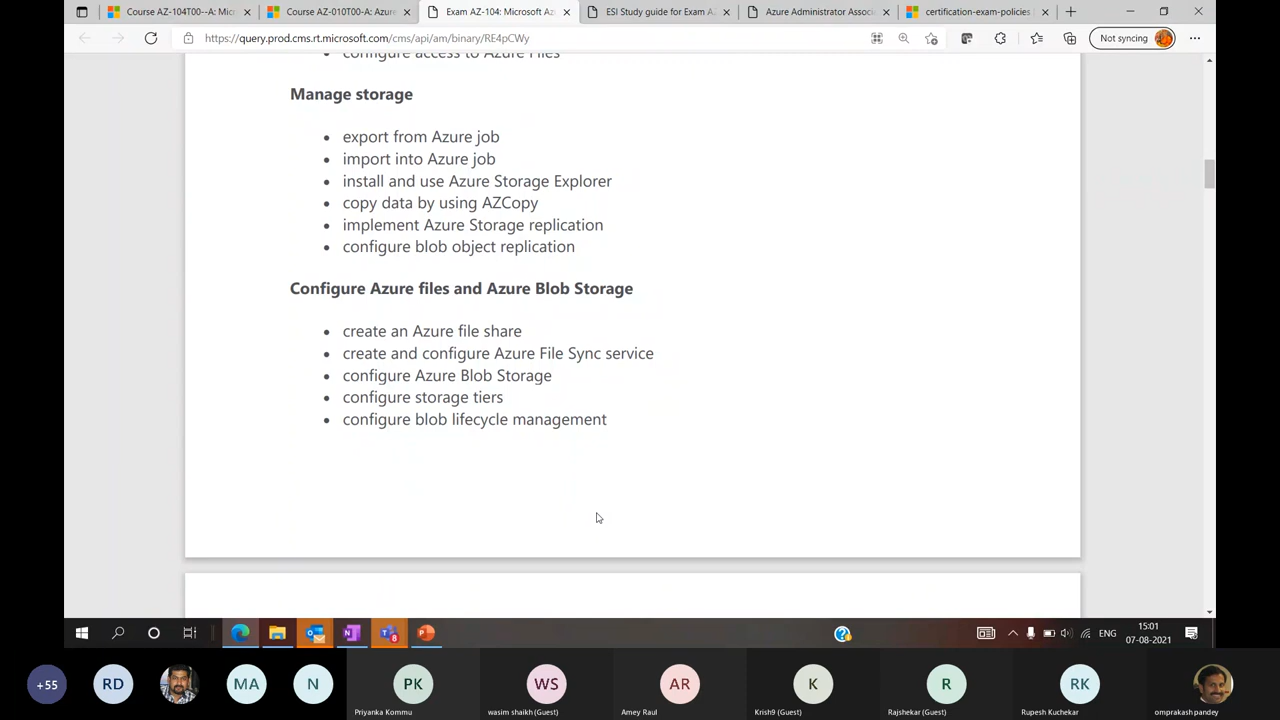 Course AZ-104T00--A: Mic
Course AZ-010T00-A: Azure
Exam AZ-104: Microsoft Az
ESI Study guide for Exam A
Azure Administrator Associ
certification-exam-policies
https://query.prod.cms.rt.microsoft.com/cms/api/am/binary/RE4pCWy
Not syncing
configure access to Azure Files
Manage storage
export from Azure job
import into Azure job
install and use Azure Storage Explorer
copy data by using AZCopy
implement Azure Storage replication
configure blob object replication
Configure Azure files and Azure Blob Storage
create an Azure file share
create and configure Azure File Sync service
configure Azure Blob Storage
configure storage tiers
configure blob lifecycle management
ENG
15:01
07-08-2021
+55
RD
MA
N
PK
WS
AR
K
R
RK
Priyanka Kommu
wasim shaikh (Guest)
Amey Raul
Krish9 (Guest)
Rajshekar (Guest)
Rupesh Kuchekar
omprakash pandey